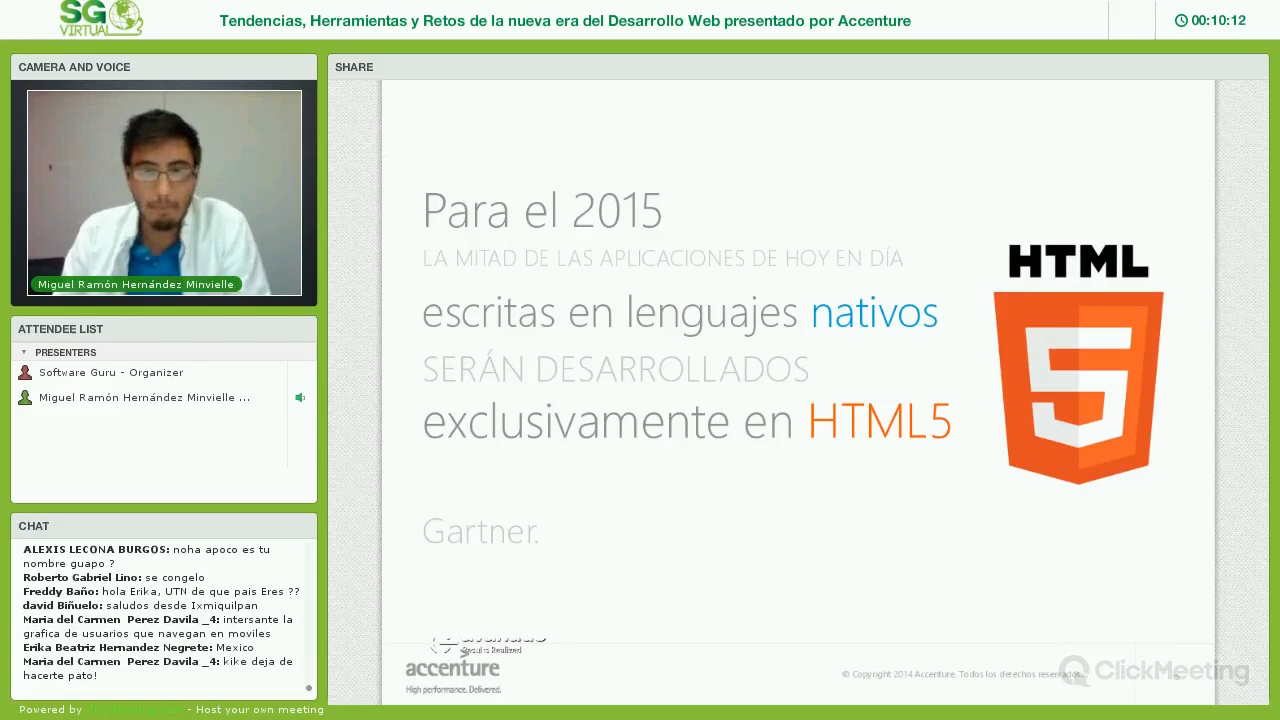 SG
VIRTUAL
Tendencias, Herramientas y Retos de la nueva era del Desarrollo Web presentado por Accenture
00:10:12
CAMERA AND VOICE
Miguel Ramón Hernández Minvielle
ATTENDEE LIST
PRESENTERS
Software Guru - Organizer
Miguel Ramón Hernández Minvielle ...
CHAT
ALEXIS LECONA BURGOS: noha apoco es tu
nombre guapo ?
Roberto Gabriel Lino: se congelo
Freddy Baño: hola Erika, UTN de que pais Eres ??
david Biñuelo: saludos desde Ixmiquilpan
Maria del Carmen Perez Davila _4: intersante la
grafica de usuarios que navegan en moviles
Erika Beatriz Hernandez Negrete: Mexico
Maria del Carmen Perez Davila _4: kike deja de
hacerte pato!
Powered by ClickMeeting.com - Host your own meeting
SHARE
Para el 2015
LA MITAD DE LAS APLICACIONES DE HOY EN DÍA
escritas en lenguajes nativos
SERÁN DESARROLLADOS
exclusivamente en HTML5
Gartner.
HTML
5
Results Realized
accenture
High performance. Delivered.
© Copyright 2014 Accenture. Todos los derechos reservados.
ClickMeeting